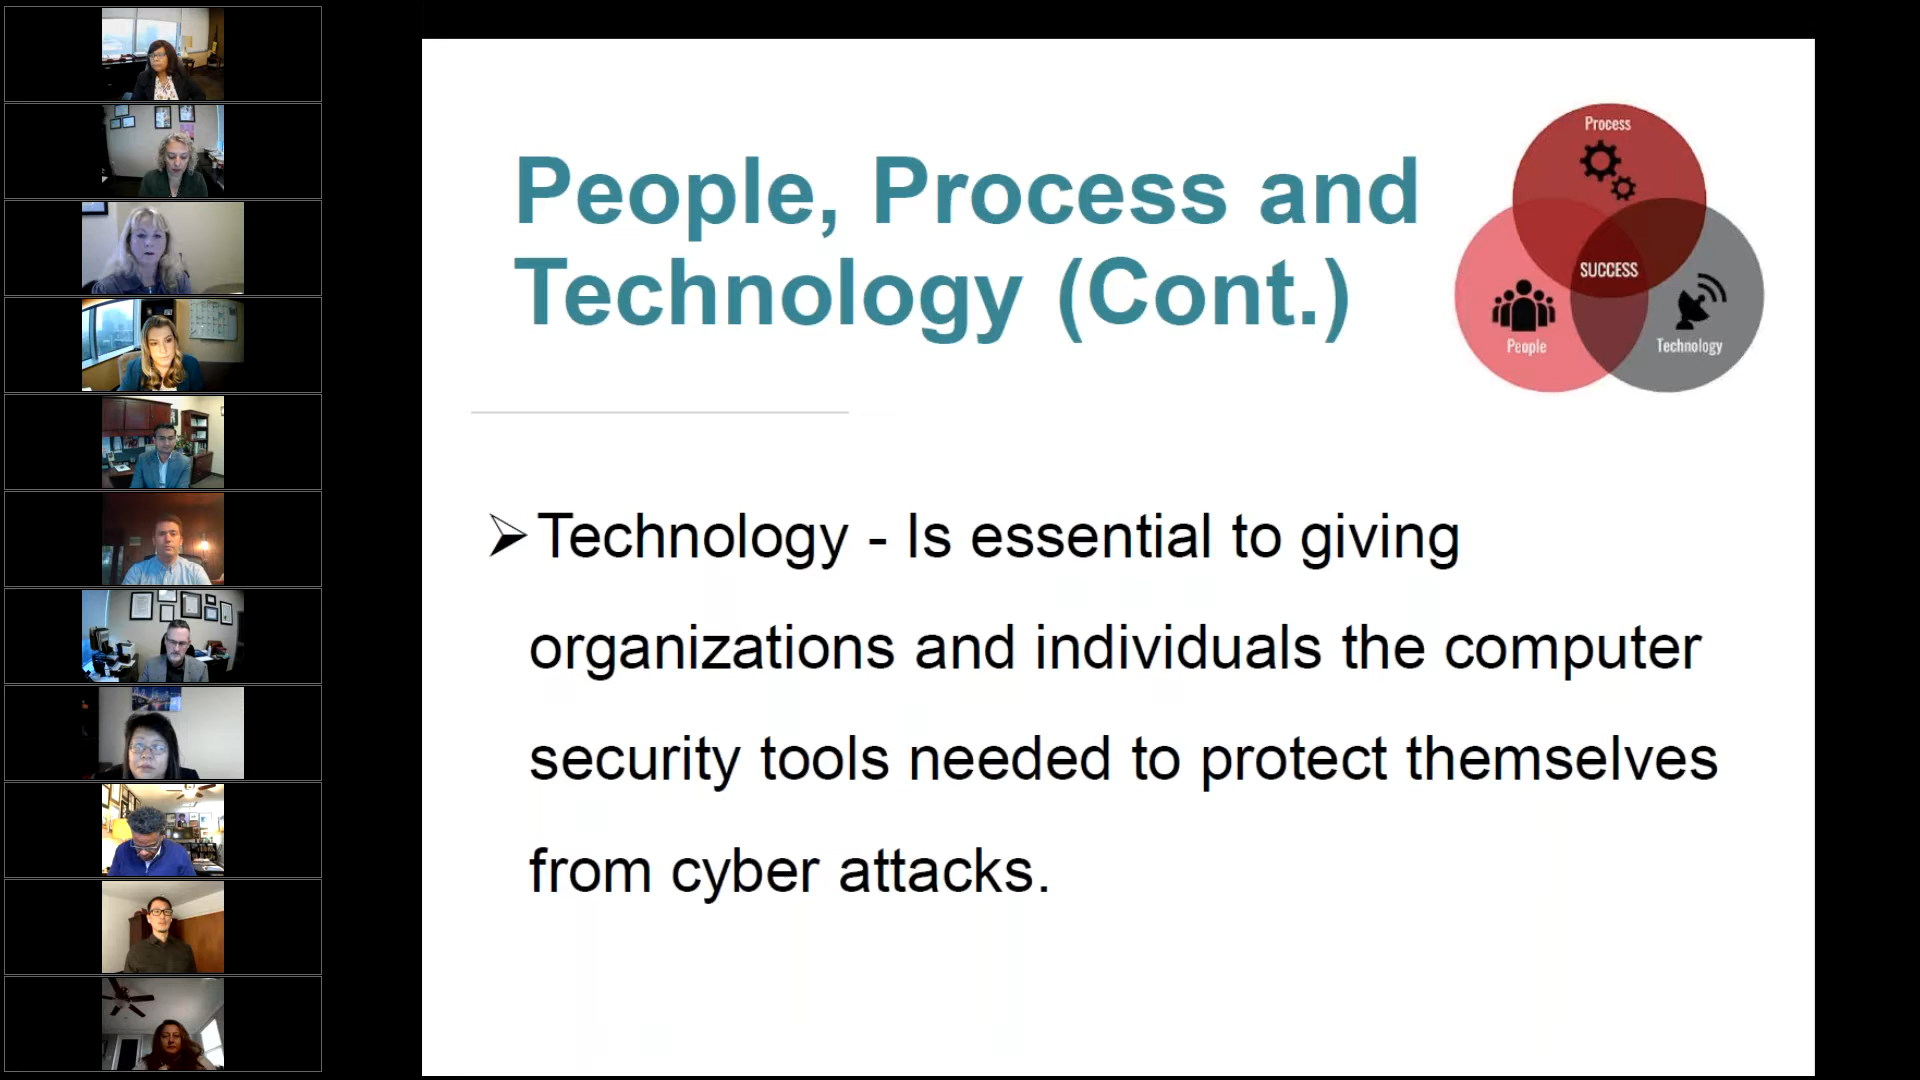 People, Process and
Technology (Cont.)
Process
SUCCESS
People
Technology
➢Technology - Is essential to giving
organizations and individuals the computer
security tools needed to protect themselves
from cyber attacks.